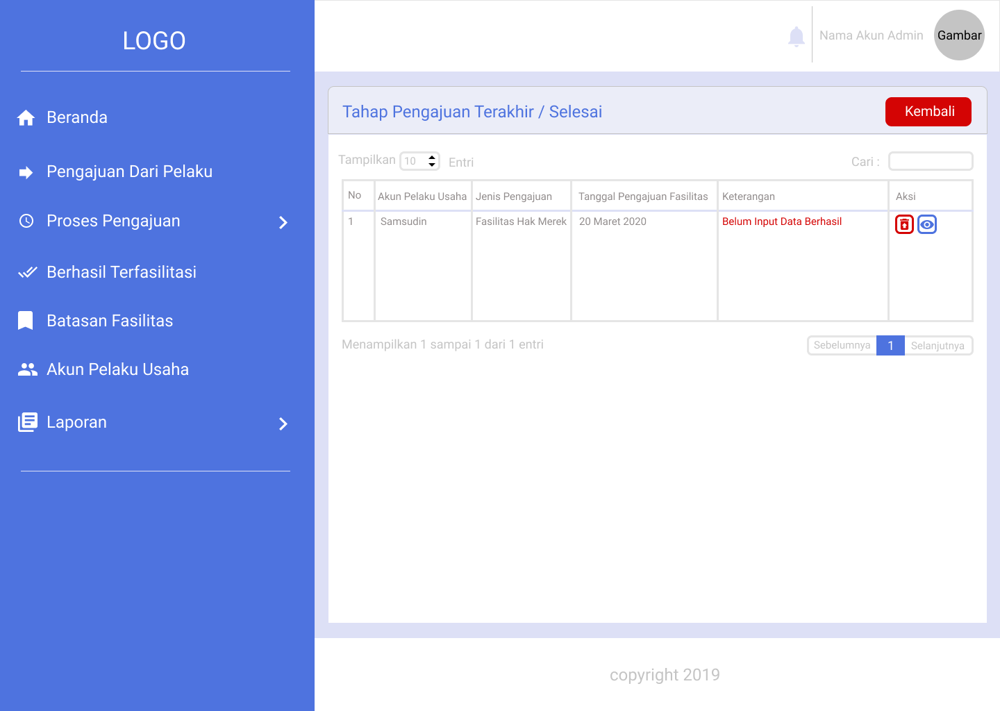 LOGO
Beranda
Pengajuan Dari Pelaku
Proses Pengajuan
Berhasil Terfasilitasi
Batasan Fasilitas
Akun Pelaku Usaha
Laporan
Nama Akun Admin
Gambar
Tahap Pengajuan Terakhir / Selesai
Kembali
Tampilkan 10 Entri
Cari :
No Akun Pelaku Usaha Jenis Pengajuan Tanggal Pengajuan Fasilitas Keterangan Aksi
1 Samsudin Fasilitas Hak Merek 20 Maret 2020 Belum Input Data Berhasil
Menampilkan 1 sampai 1 dari 1 entri
Sebelumnya 1 Selanjutnya
copyright 2019